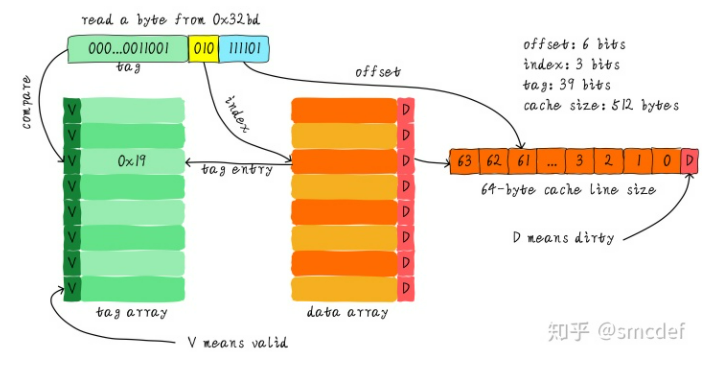 read a byte from 0x32bd
000...0011001 010 111101
tag
offset: 6 bits
index: 3 bits
tag: 39 bits
cache size: 512 bytes
compare
index
offset
V D
V D
V 0x19 tag entry D 63 62 61 ... 3 2 1 0 D
64-byte cache line size
V D
V D
V D
V D
V D
D means dirty
tag array
data array
V means valid
知乎 @smcdef